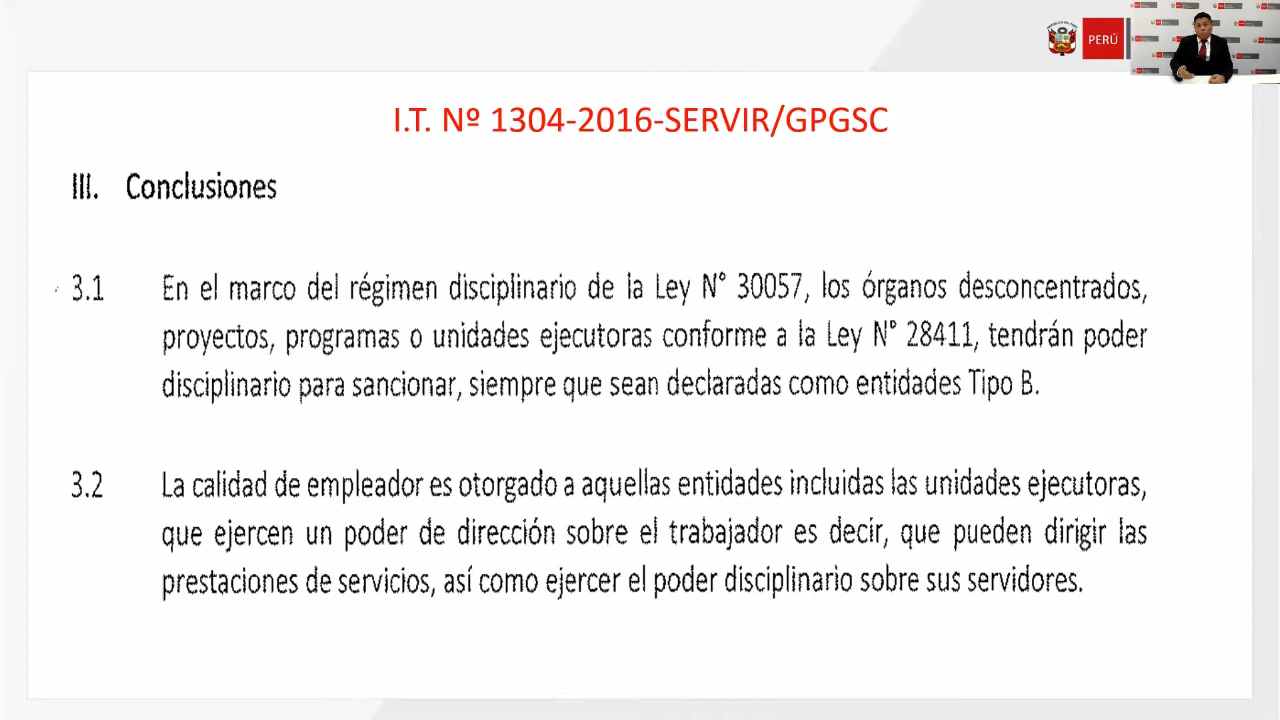 PERÚ
I.T. Nº 1304-2016-SERVIR/GPGSC
III. Conclusiones
3.1 En el marco del régimen disciplinario de la Ley N° 30057, los órganos desconcentrados,
proyectos, programas o unidades ejecutoras conforme a la Ley N° 28411, tendrán poder
disciplinario para sancionar, siempre que sean declaradas como entidades Tipo B.
3.2 La calidad de empleador es otorgado a aquellas entidades incluidas las unidades ejecutoras,
que ejercen un poder de dirección sobre el trabajador es decir, que pueden dirigir las
prestaciones de servicios, así como ejercer el poder disciplinario sobre sus servidores.